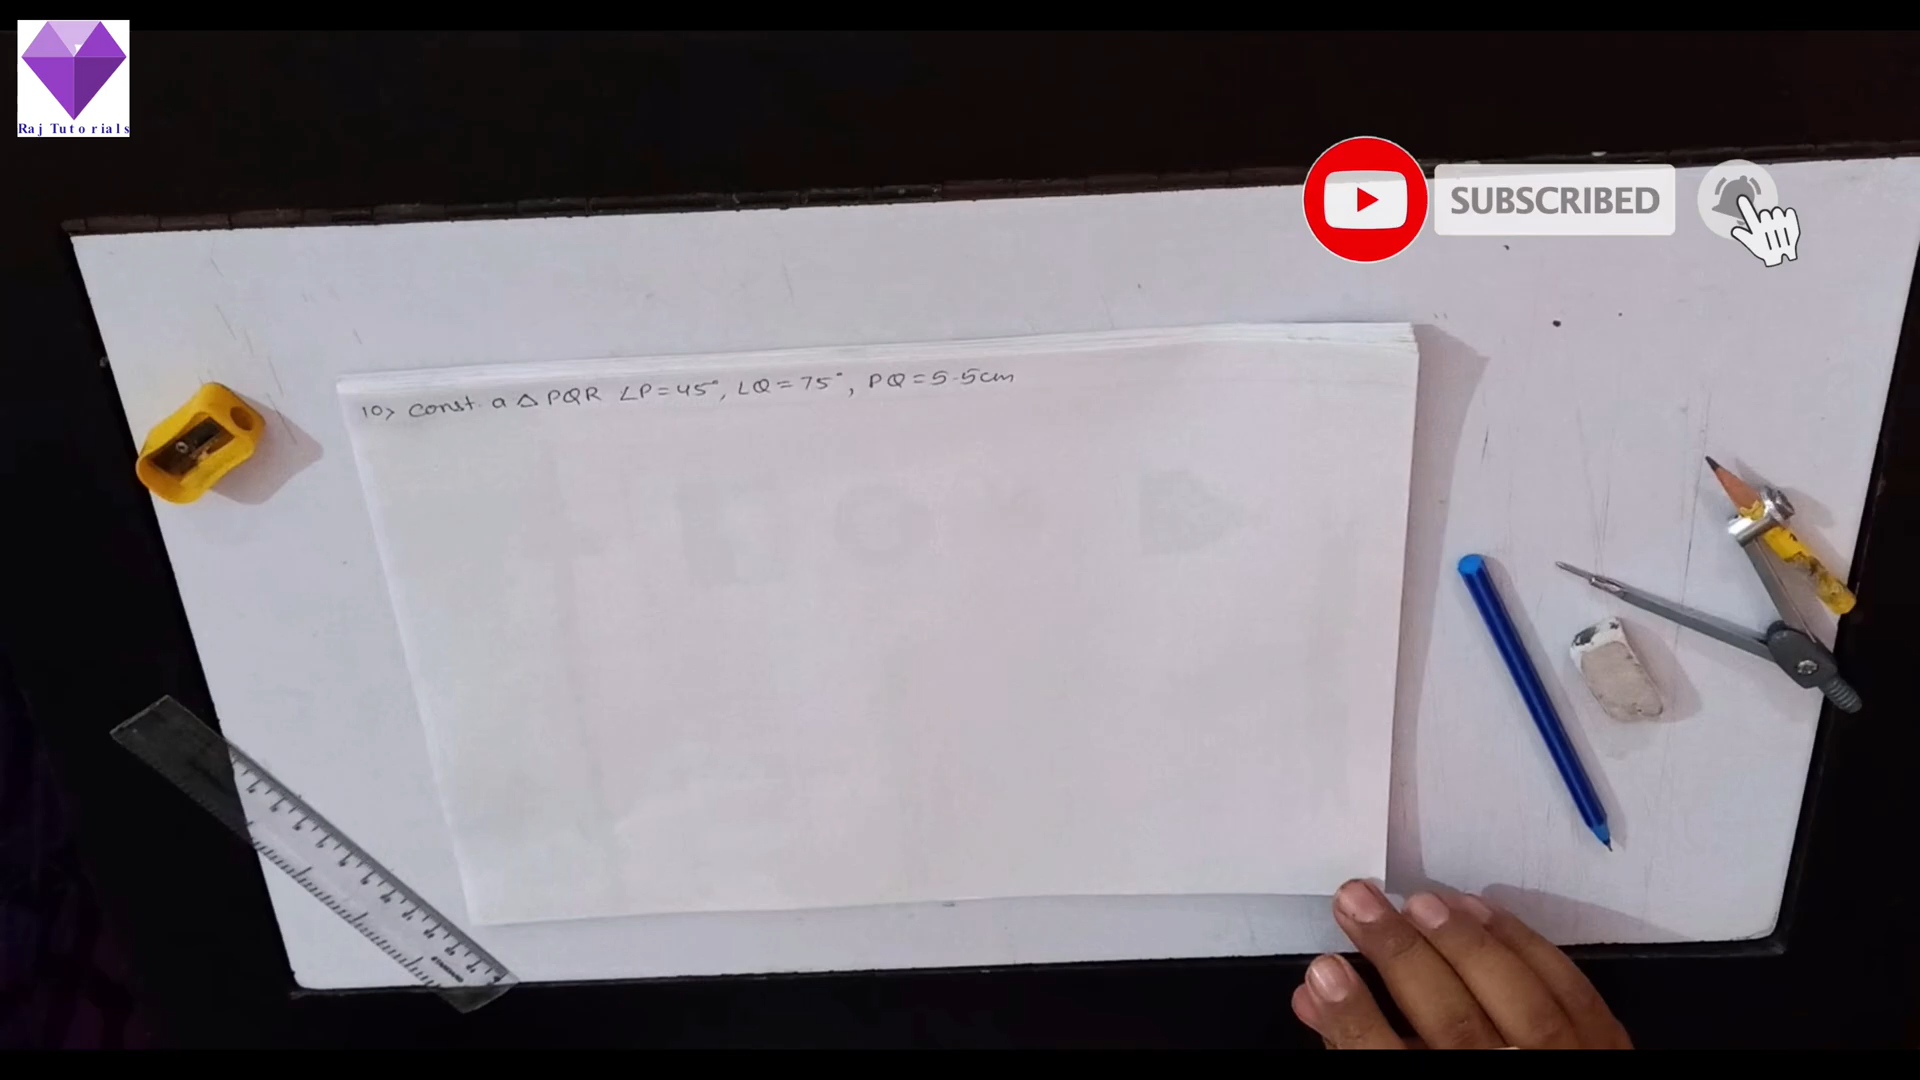 Raj Tutorials
SUBSCRIBED
10> Const. a △ PQR ∠P=45°, ∠Q=75°, PQ=5.5cm